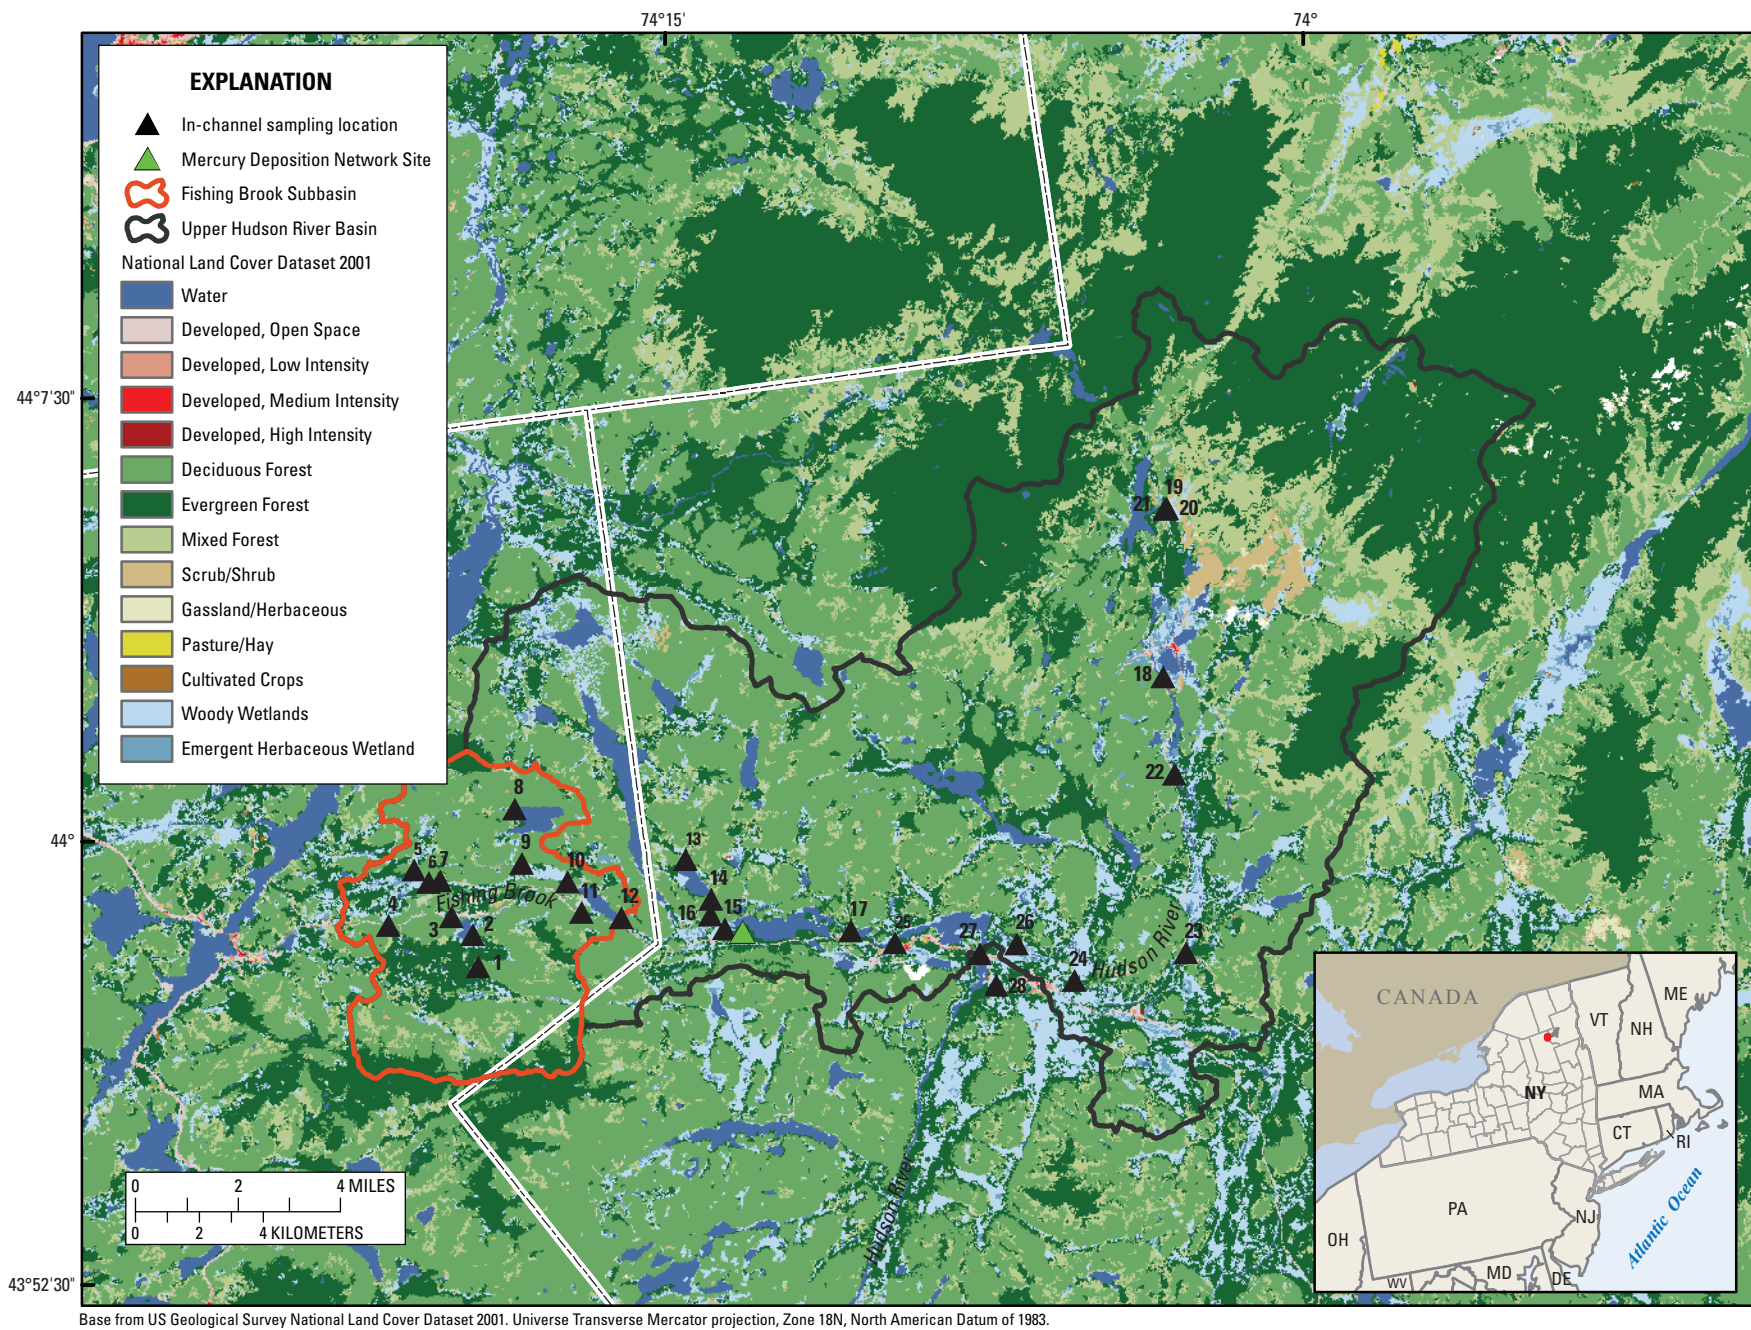 74°15'
74°
EXPLANATION
In-channel sampling location
Mercury Deposition Network Site
Fishing Brook Subbasin
Upper Hudson River Basin
National Land Cover Dataset 2001
Water
Developed, Open Space
Developed, Low Intensity
Developed, Medium Intensity
Developed, High Intensity
Deciduous Forest
Evergreen Forest
Mixed Forest
Scrub/Shrub
Gassland/Herbaceous
Pasture/Hay
Cultivated Crops
Woody Wetlands
Emergent Herbaceous Wetland
44°7'30"
44°
43°52'30"
19
21
20
18
22
8
9
13
5
6
7
10
14
Fishing Brook
11
12
4
3
2
16
15
17
25
27
26
24
Hudson River
23
1
28
Hudson River
0 2 4 MILES
0 2 4 KILOMETERS
CANADA
ME
VT
NH
NY
MA
CT
RI
PA
NJ
OH
MD
WV
DE
Atlantic Ocean
Base from US Geological Survey National Land Cover Dataset 2001. Universe Transverse Mercator projection, Zone 18N, North American Datum of 1983.